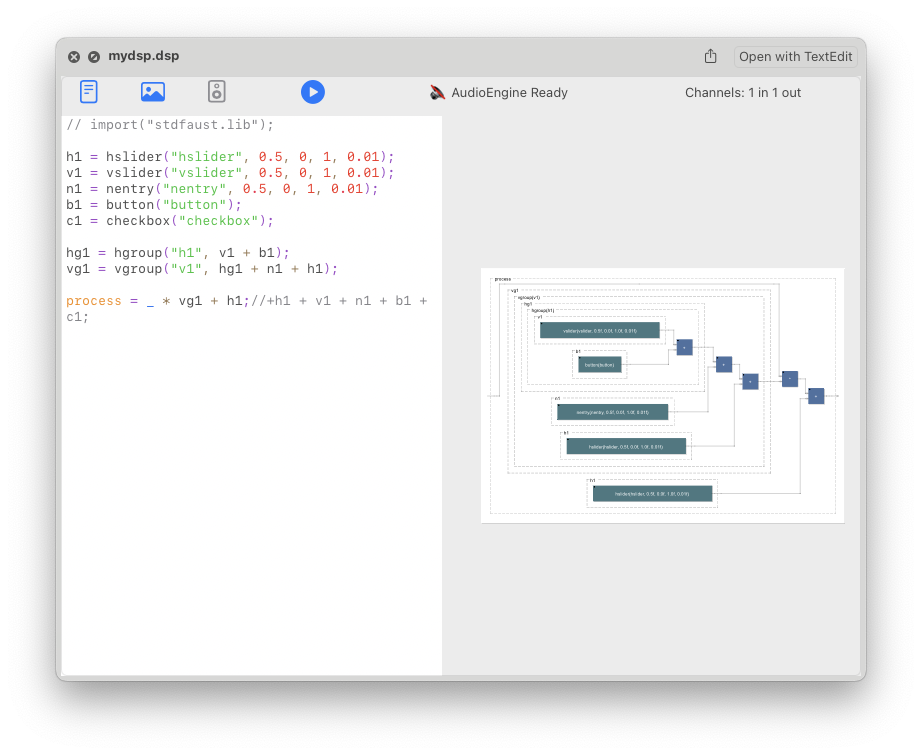 mydsp.dsp
Open with TextEdit
AudioEngine Ready
Channels: 1 in 1 out
// import("stdfaust.lib");
h1 = hslider("hslider", 0.5, 0, 1, 0.01);
v1 = vslider("vslider", 0.5, 0, 1, 0.01);
n1 = nentry("nentry", 0.5, 0, 1, 0.01);
b1 = button("button");
c1 = checkbox("checkbox");
hg1 = hgroup("h1", v1 + b1);
vg1 = vgroup("v1", hg1 + n1 + h1);
process = _ * vg1 + h1;//+h1 + v1 + n1 + b1 +
c1;
process
vg1
vgroup(v1)
hg1
hgroup(h1)
v1
vslider(vslider, 0.5f, 0.0f, 1.0f, 0.01f)
b1
button(button)
n1
nentry(nentry, 0.5f, 0.0f, 1.0f, 0.01f)
h1
hslider(hslider, 0.5f, 0.0f, 1.0f, 0.01f)
h1
hslider(hslider, 0.5f, 0.0f, 1.0f, 0.01f)